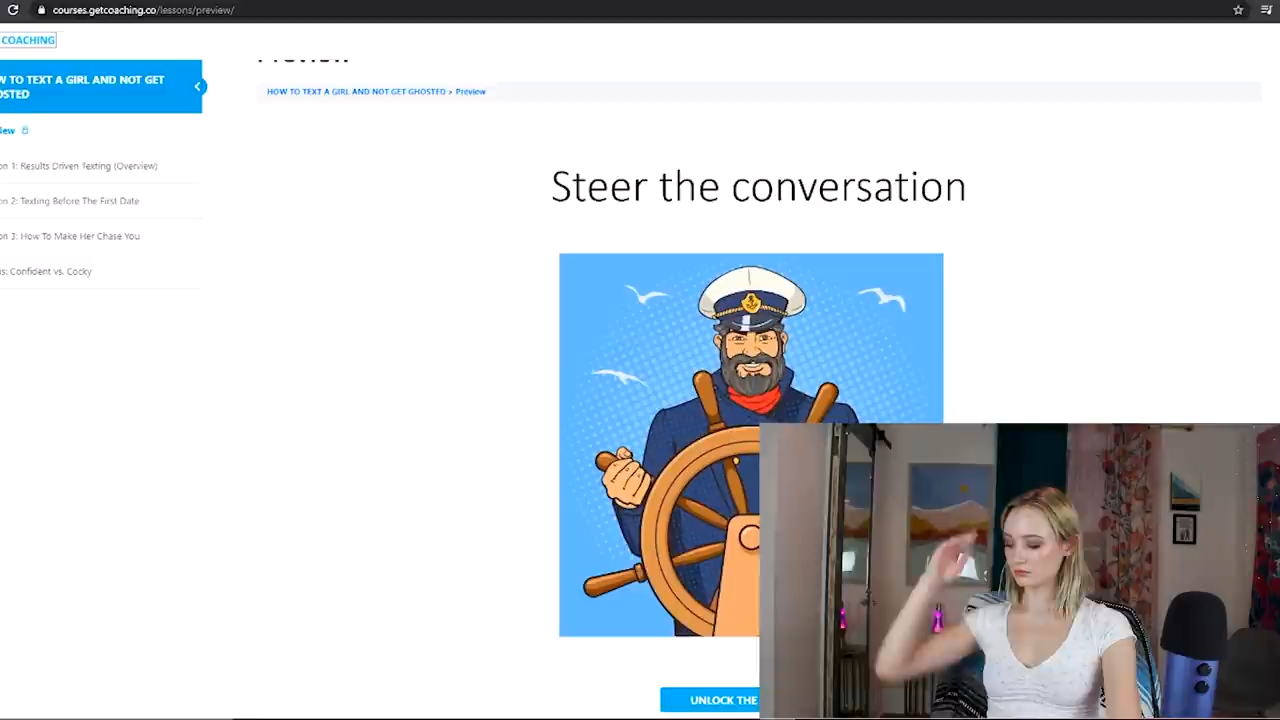 courses.getcoaching.co/lessons/preview/
COACHING
W TO TEXT A GIRL AND NOT GET
OSTED
Preview
HOW TO TEXT A GIRL AND NOT GET GHOSTED > Preview
iew
on 1: Results Driven Texting (Overview)
on 2: Texting Before The First Date
on 3: How To Make Her Chase You
s: Confident vs. Cocky
Steer the conversation
UNLOCK THE